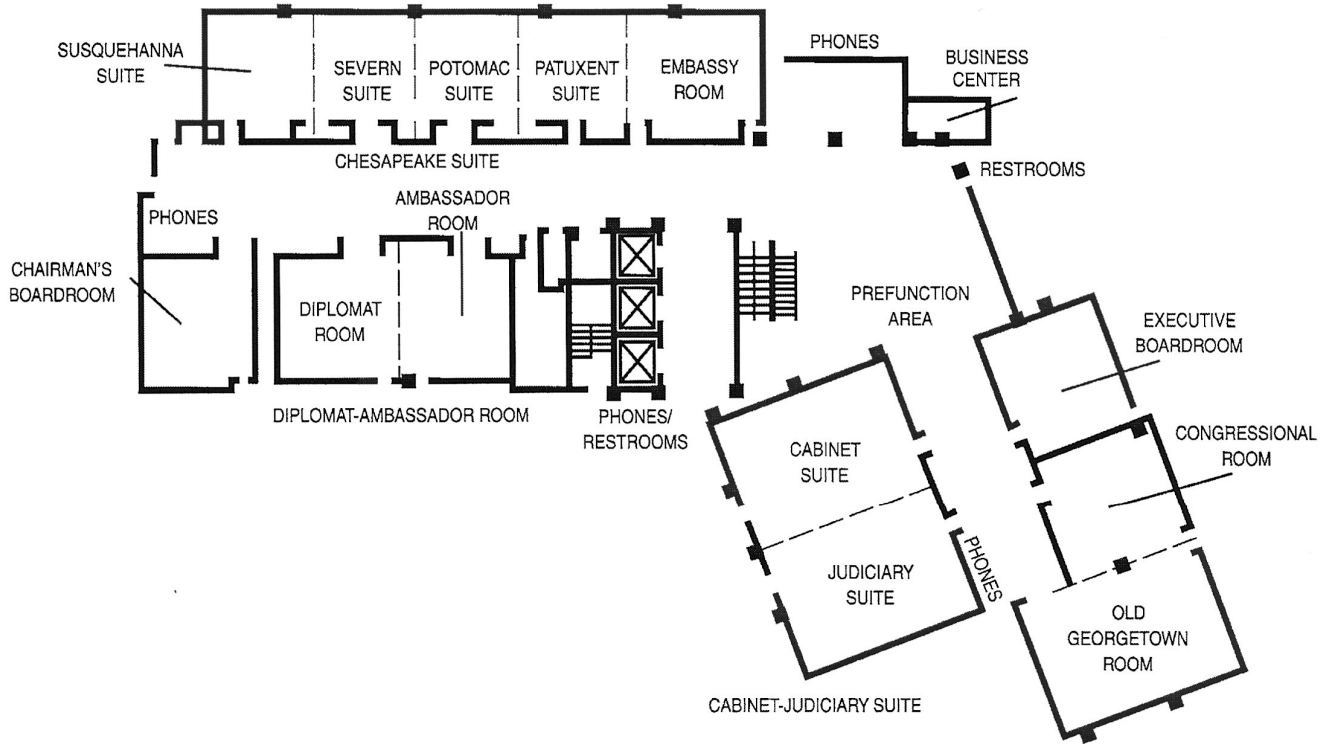 SUSQUEHANNA
SUITE
SEVERN
SUITE
POTOMAC
SUITE
PATUXENT
SUITE
EMBASSY
ROOM
PHONES
BUSINESS
CENTER
CHESAPEAKE SUITE
RESTROOMS
AMBASSADOR
ROOM
PHONES
CHAIRMAN'S
BOARDROOM
DIPLOMAT
ROOM
PREFUNCTION
AREA
EXECUTIVE
BOARDROOM
DIPLOMAT-AMBASSADOR ROOM
PHONES/
RESTROOMS
CABINET
SUITE
CONGRESSIONAL
ROOM
JUDICIARY
SUITE
PHONES
OLD
GEORGETOWN
ROOM
CABINET-JUDICIARY SUITE